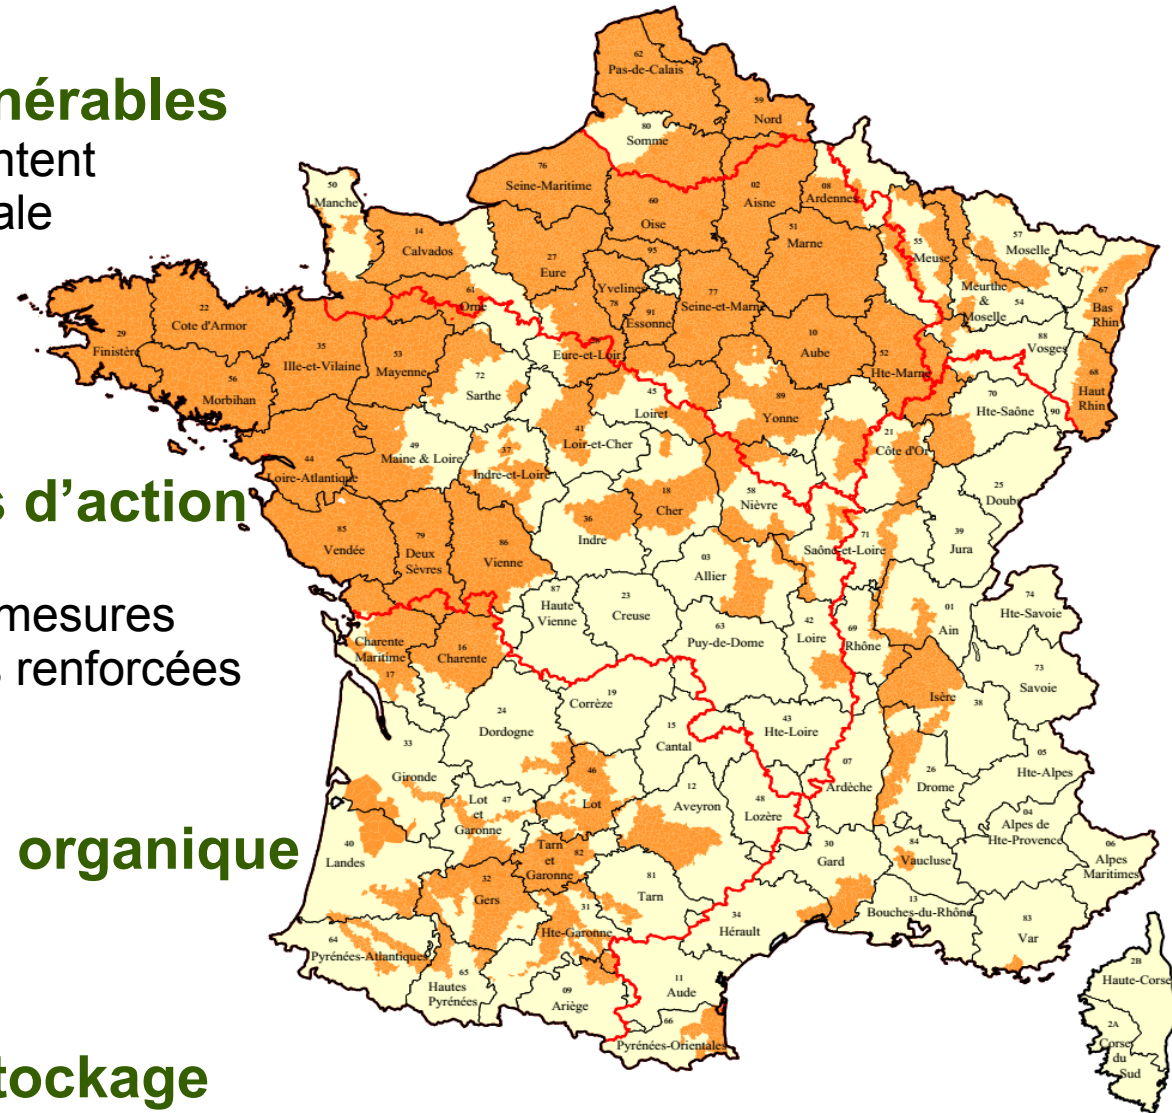 nérables
ntent
ale
s d’action
mesures
s renforcées
organique
tockage
62
Pas-de-Calais
59
Nord
80
Somme
76
Seine-Maritime
02
Aisne
08
Ardennes
60
Oise
50
Manche
14
Calvados
27
Eure
95
Yvelines
78
91
Essonne
77
Seine-et-Marne
51
Marne
55
Meuse
57
Moselle
Meurthe
&
Moselle
54
67
Bas
Rhin
88
Vosges
68
Haut
Rhin
61
Orne
22
Cote d'Armor
29
Finistère
56
Morbihan
35
Ille-et-Vilaine
53
Mayenne
72
Sarthe
28
Eure-et-Loir
45
Loiret
10
Aube
52
Hte-Marne
89
Yonne
70
Hte-Saône
90
21
Côte d'Or
25
Doubs
39
Jura
44
Loire-Atlantique
49
Maine & Loire
37
Indre-et-Loire
41
Loir-et-Cher
18
Cher
58
Nièvre
36
Indre
85
Vendée
79
Deux
Sèvres
86
Vienne
03
Allier
71
Saône-et-Loire
87
Haute
Vienne
23
Creuse
63
Puy-de-Dome
42
Loire
69
Rhône
01
Ain
74
Hte-Savoie
73
Savoie
Charente
Maritime
17
16
Charente
24
Dordogne
19
Corrèze
15
Cantal
43
Hte-Loire
07
Ardèche
Isère
38
26
Drome
05
Hte-Alpes
04
Alpes de
Hte-Provence
06
Alpes
Maritimes
33
Gironde
47
Lot
et
Garonne
46
Lot
12
Aveyron
48
Lozère
30
Gard
84
Vaucluse
40
Landes
32
Gers
82
Tarn
et
Garonne
81
Tarn
31
Hte-Garonne
34
Hérault
13
Bouches-du-Rhône
83
Var
64
Pyrénées-Atlantiques
65
Hautes
Pyrénées
09
Ariège
11
Aude
66
Pyrénées-Orientales
2B
Haute-Corse
2A
Corse
du
Sud